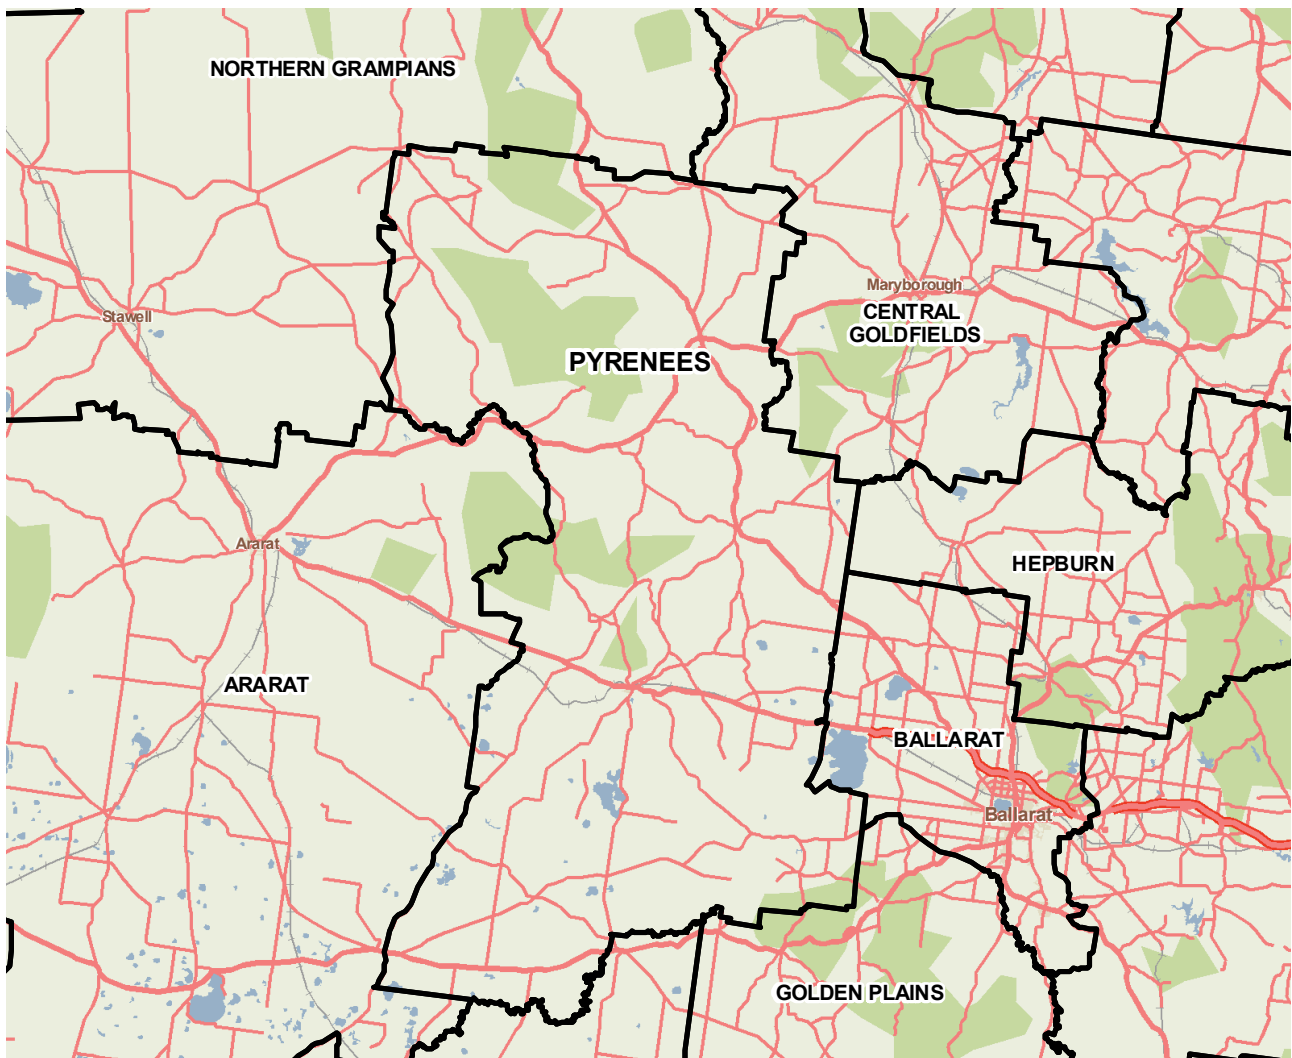 NORTHERN GRAMPIANS
Maryborough
CENTRAL
GOLDFIELDS
Stawell
PYRENEES
Ararat
HEPBURN
ARARAT
BALLARAT
Ballarat
GOLDEN PLAINS